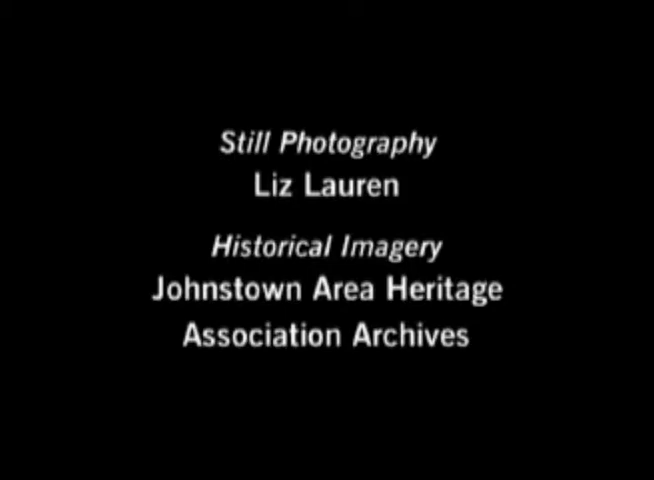 Still Photography
Liz Lauren
Historical Imagery
Johnstown Area Heritage
Association Archives